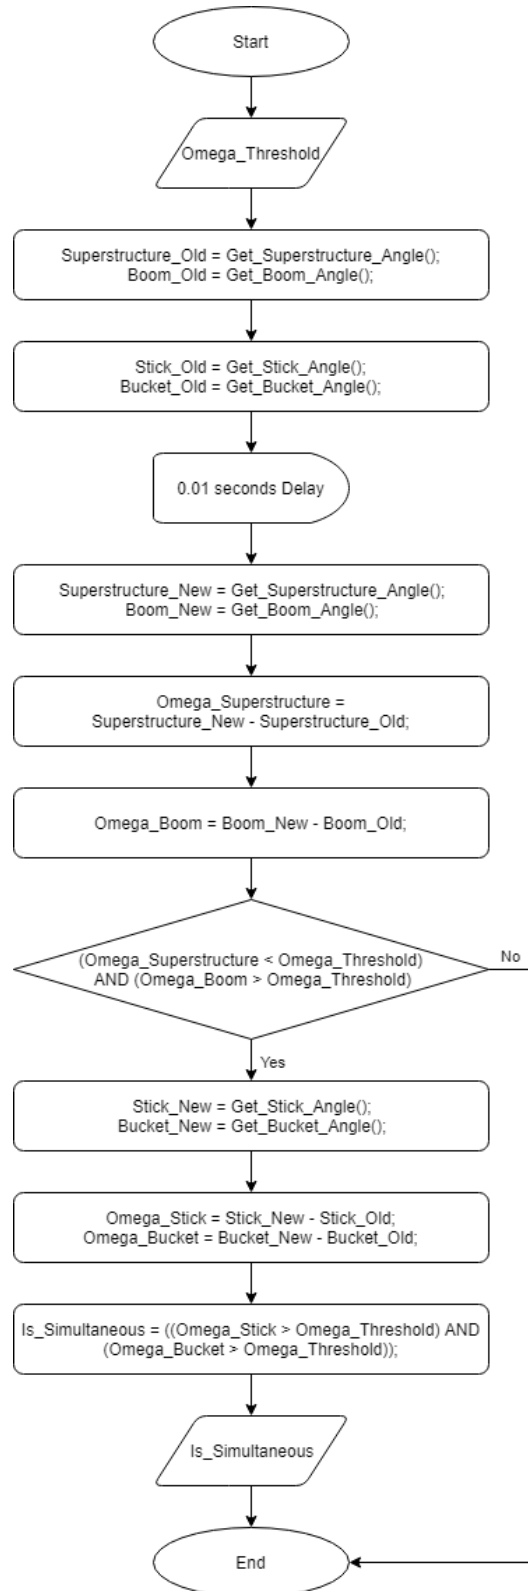 Start
Omega_Threshold
Superstructure_Old = Get_Superstructure_Angle();
Boom_Old = Get_Boom_Angle();
Stick_Old = Get_Stick_Angle();
Bucket_Old = Get_Bucket_Angle();
0.01 seconds Delay
Superstructure_New = Get_Superstructure_Angle();
Boom_New = Get_Boom_Angle();
Omega_Superstructure =
Superstructure_New - Superstructure_Old;
Omega_Boom = Boom_New - Boom_Old;
(Omega_Superstructure < Omega_Threshold)
AND (Omega_Boom > Omega_Threshold)
No
Yes
Stick_New = Get_Stick_Angle();
Bucket_New = Get_Bucket_Angle();
Omega_Stick = Stick_New - Stick_Old;
Omega_Bucket = Bucket_New - Bucket_Old;
Is_Simultaneous = ((Omega_Stick > Omega_Threshold) AND
(Omega_Bucket > Omega_Threshold));
Is_Simultaneous
End